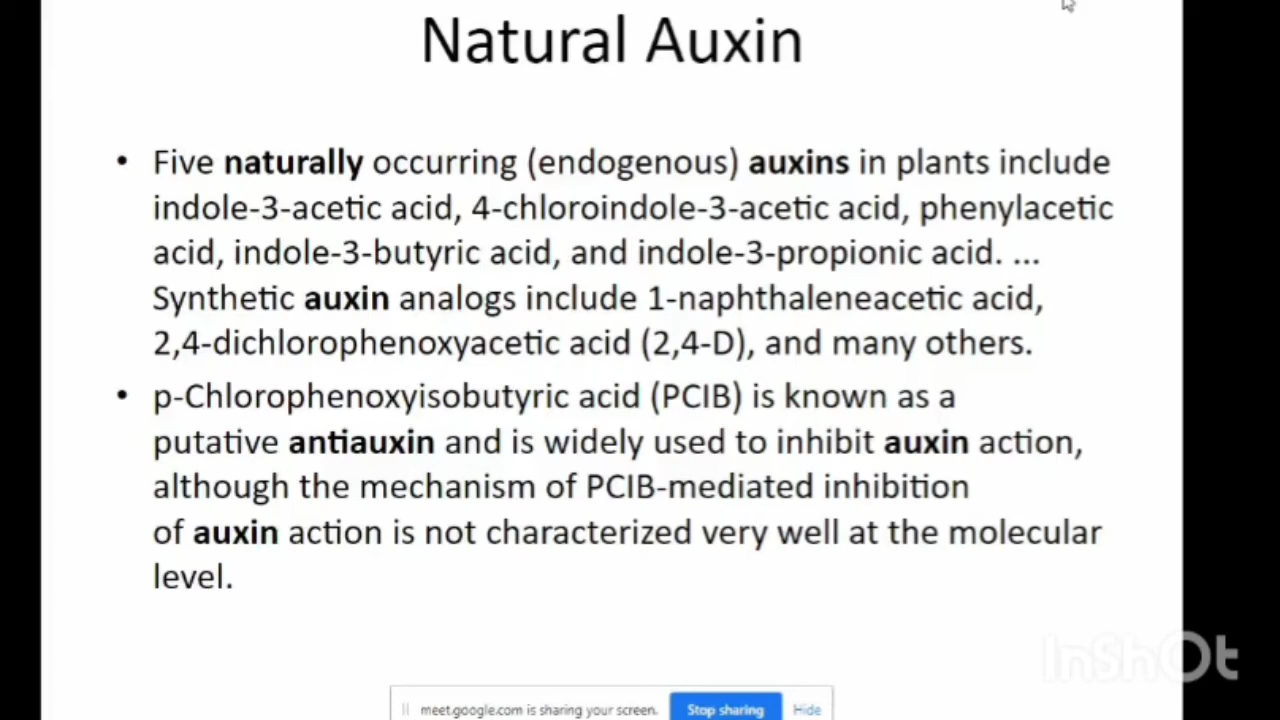 Natural Auxin
• Five naturally occurring (endogenous) auxins in plants include
indole-3-acetic acid, 4-chloroindole-3-acetic acid, phenylacetic
acid, indole-3-butyric acid, and indole-3-propionic acid. ...
Synthetic auxin analogs include 1-naphthaleneacetic acid,
2,4-dichlorophenoxyacetic acid (2,4-D), and many others.
• p-Chlorophenoxyisobutyric acid (PCIB) is known as a
putative antiauxin and is widely used to inhibit auxin action,
although the mechanism of PCIB-mediated inhibition
of auxin action is not characterized very well at the molecular
level.
InShOt
meet.google.com is sharing your screen. Stop sharing Hide